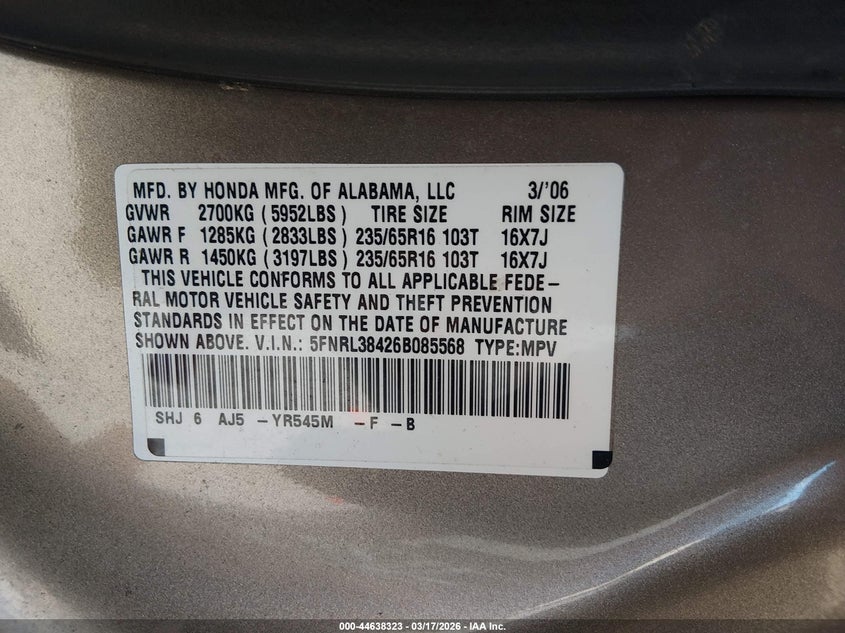 MFD. BY HONDA MFG. OF ALABAMA, LLC 3/'06
GVWR 2700KG (5952LBS) TIRE SIZE RIM SIZE
GAWR F 1285KG (2833LBS) 235/65R16 103T 16X7J
GAWR R 1450KG (3197LBS) 235/65R16 103T 16X7J
THIS VEHICLE CONFORMS TO ALL APPLICABLE FEDE-
RAL MOTOR VEHICLE SAFETY AND THEFT PREVENTION
STANDARDS IN EFFECT ON THE DATE OF MANUFACTURE
SHOWN ABOVE. V.I.N.: 5FNRL38426B085568 TYPE:MPV
SHJ 6 AJ5 -YR545M -F -B
000-44638323 — 03/17/2026 — IAA Inc.